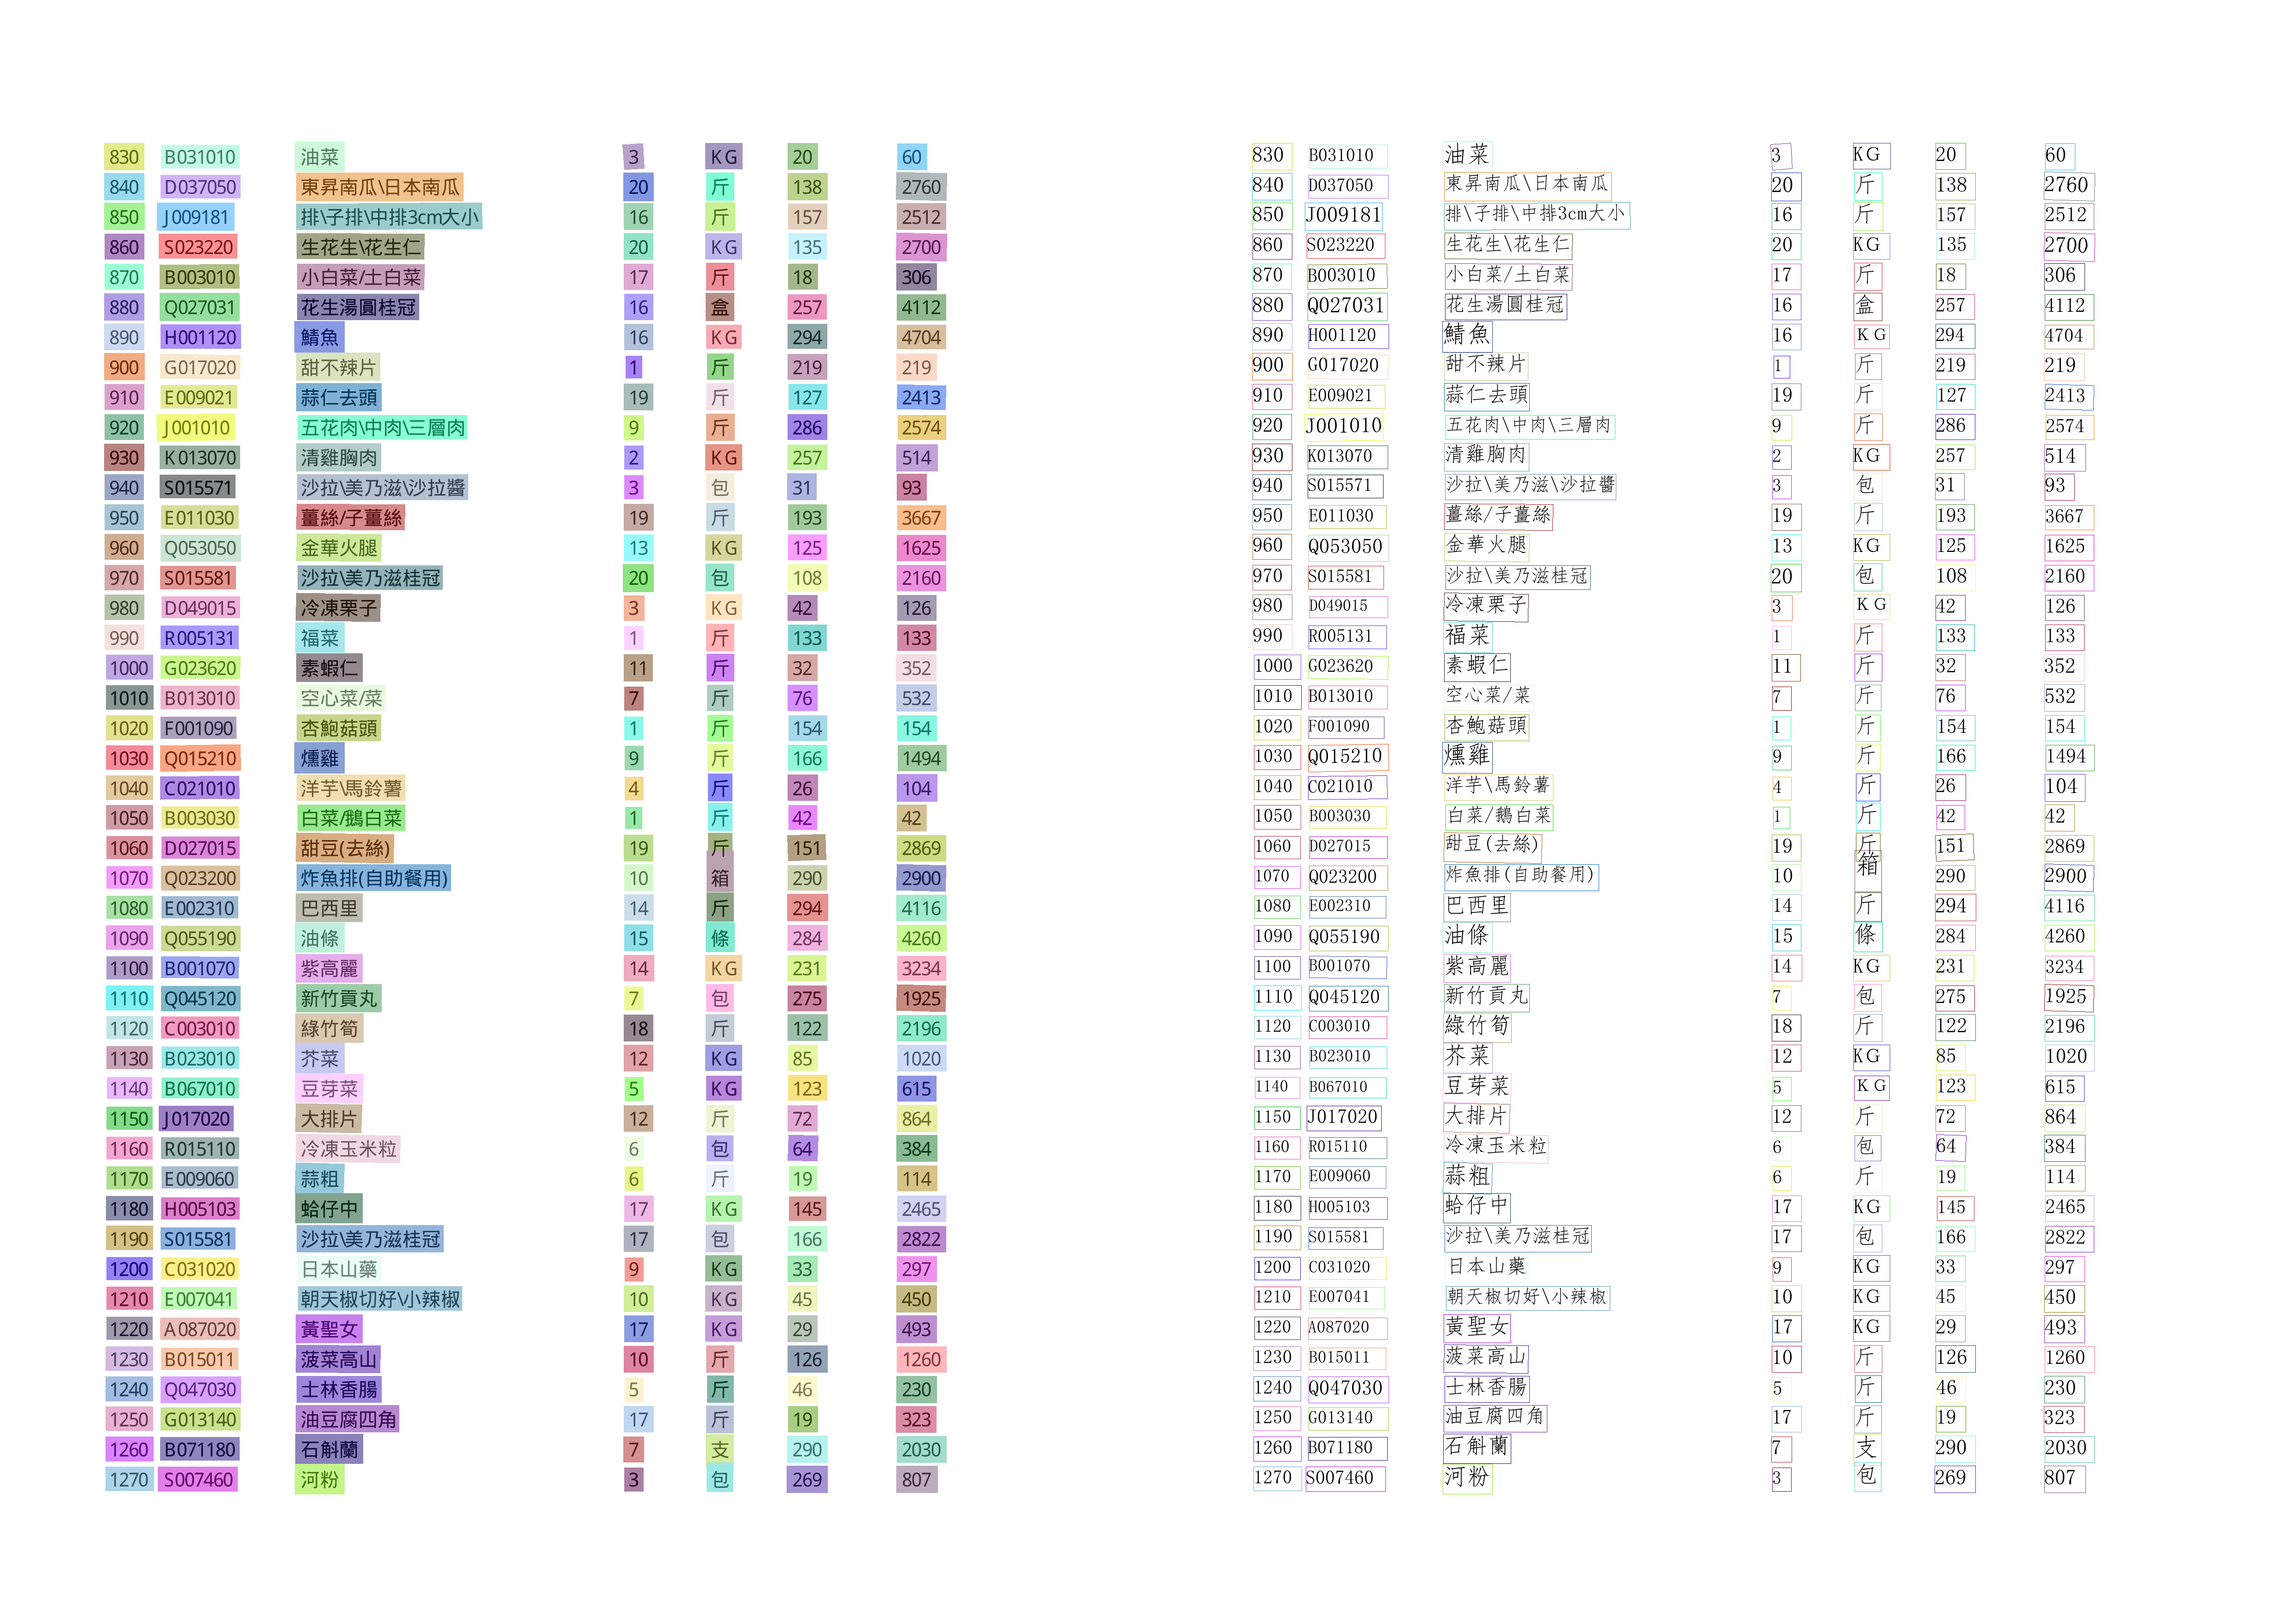 830 B031010 油菜 3 KG 20 60
840 D037050 東昇南瓜\日本南瓜 20 斤 138 2760
850 J009181 排\子排\中排3cm大小 16 斤 157 2512
860 S023220 生花生\花生仁 20 KG 135 2700
870 B003010 小白菜/土白菜 17 斤 18 306
880 Q027031 花生湯圓桂冠 16 盒 257 4112
890 H001120 鯖魚 16 KG 294 4704
900 G017020 甜不辣片 1 斤 219 219
910 E009021 蒜仁去頭 19 斤 127 2413
920 J001010 五花肉\中肉\三層肉 9 斤 286 2574
930 K013070 清雞胸肉 2 KG 257 514
940 S015571 沙拉\美乃滋\沙拉醬 3 包 31 93
950 E011030 薑絲/子薑絲 19 斤 193 3667
960 Q053050 金華火腿 13 KG 125 1625
970 S015581 沙拉\美乃滋桂冠 20 包 108 2160
980 D049015 冷凍栗子 3 KG 42 126
990 R005131 福菜 1 斤 133 133
1000 G023620 素蝦仁 11 斤 32 352
1010 B013010 空心菜/菜 7 斤 76 532
1020 F001090 杏鮑菇頭 1 斤 154 154
1030 Q015210 燻雞 9 斤 166 1494
1040 C021010 洋芋\馬鈴薯 4 斤 26 104
1050 B003030 白菜/鵝白菜 1 斤 42 42
1060 D027015 甜豆(去絲) 19 斤 151 2869
1070 Q023200 炸魚排(自助餐用) 10 箱 290 2900
1080 E002310 巴西里 14 斤 294 4116
1090 Q055190 油條 15 條 284 4260
1100 B001070 紫高麗 14 KG 231 3234
1110 Q045120 新竹貢丸 7 包 275 1925
1120 C003010 綠竹筍 18 斤 122 2196
1130 B023010 芥菜 12 KG 85 1020
1140 B067010 豆芽菜 5 KG 123 615
1150 J017020 大排片 12 斤 72 864
1160 R015110 冷凍玉米粒 6 包 64 384
1170 E009060 蒜粗 6 斤 19 114
1180 H005103 蛤仔中 17 KG 145 2465
1190 S015581 沙拉\美乃滋桂冠 17 包 166 2822
1200 C031020 日本山藥 9 KG 33 297
1210 E007041 朝天椒切好\小辣椒 10 KG 45 450
1220 A087020 黃聖女 17 KG 29 493
1230 B015011 菠菜高山 10 斤 126 1260
1240 Q047030 士林香腸 5 斤 46 230
1250 G013140 油豆腐四角 17 斤 19 323
1260 B071180 石斛蘭 7 支 290 2030
1270 S007460 河粉 3 包 269 807
830 B031010 油菜 3 KG 20 60
840 D037050 東昇南瓜\日本南瓜 20 斤 138 2760
850 J009181 排\子排\中排3cm大小 16 斤 157 2512
860 S023220 生花生\花生仁 20 KG 135 2700
870 B003010 小白菜/土白菜 17 斤 18 306
880 Q027031 花生湯圓桂冠 16 盒 257 4112
890 H001120 鯖魚 16 KG 294 4704
900 G017020 甜不辣片 1 斤 219 219
910 E009021 蒜仁去頭 19 斤 127 2413
920 J001010 五花肉\中肉\三層肉 9 斤 286 2574
930 K013070 清雞胸肉 2 KG 257 514
940 S015571 沙拉\美乃滋\沙拉醬 3 包 31 93
950 E011030 薑絲/子薑絲 19 斤 193 3667
960 Q053050 金華火腿 13 KG 125 1625
970 S015581 沙拉\美乃滋桂冠 20 包 108 2160
980 D049015 冷凍栗子 3 KG 42 126
990 R005131 福菜 1 斤 133 133
1000 G023620 素蝦仁 11 斤 32 352
1010 B013010 空心菜/菜 7 斤 76 532
1020 F001090 杏鮑菇頭 1 斤 154 154
1030 Q015210 燻雞 9 斤 166 1494
1040 C021010 洋芋\馬鈴薯 4 斤 26 104
1050 B003030 白菜/鵝白菜 1 斤 42 42
1060 D027015 甜豆(去絲) 19 斤 151 2869
1070 Q023200 炸魚排(自助餐用) 10 箱 290 2900
1080 E002310 巴西里 14 斤 294 4116
1090 Q055190 油條 15 條 284 4260
1100 B001070 紫高麗 14 KG 231 3234
1110 Q045120 新竹貢丸 7 包 275 1925
1120 C003010 綠竹筍 18 斤 122 2196
1130 B023010 芥菜 12 KG 85 1020
1140 B067010 豆芽菜 5 KG 123 615
1150 J017020 大排片 12 斤 72 864
1160 R015110 冷凍玉米粒 6 包 64 384
1170 E009060 蒜粗 6 斤 19 114
1180 H005103 蛤仔中 17 KG 145 2465
1190 S015581 沙拉\美乃滋桂冠 17 包 166 2822
1200 C031020 日本山藥 9 KG 33 297
1210 E007041 朝天椒切好\小辣椒 10 KG 45 450
1220 A087020 黃聖女 17 KG 29 493
1230 B015011 菠菜高山 10 斤 126 1260
1240 Q047030 士林香腸 5 斤 46 230
1250 G013140 油豆腐四角 17 斤 19 323
1260 B071180 石斛蘭 7 支 290 2030
1270 S007460 河粉 3 包 269 807